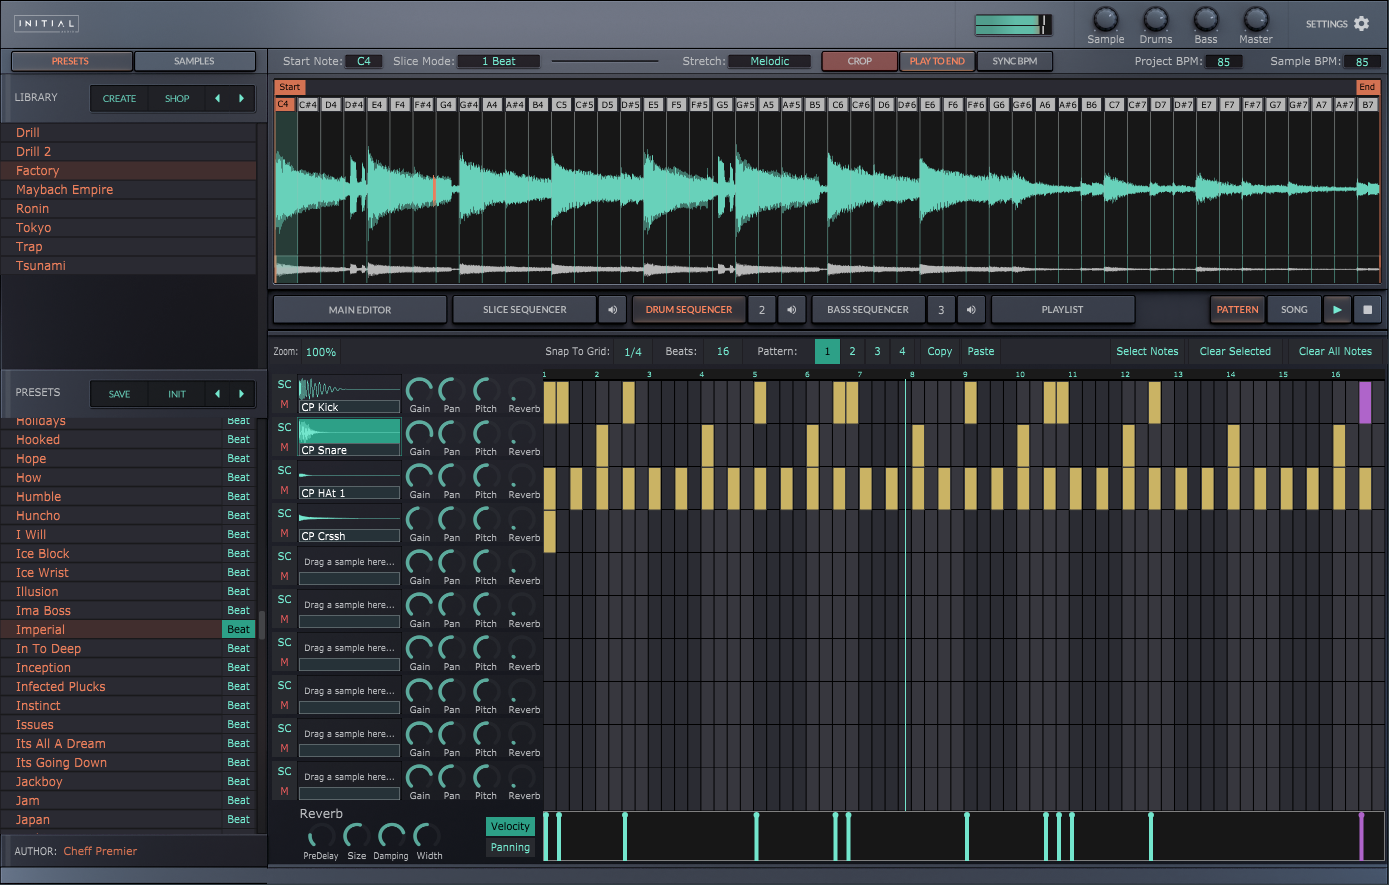 INITIAL
Sample Drums Bass Master
SETTINGS
PRESETS SAMPLES
Start Note: C4 Slice Mode: 1 Beat Stretch: Melodic CROP PLAY TO END SYNC BPM Project BPM: 85 Sample BPM: 85
LIBRARY CREATE SHOP
Drill
Drill 2
Factory
Maybach Empire
Ronin
Tokyo
Trap
Tsunami
Start End
C4 C#4 D4 D#4 E4 F4 F#4 G4 G#4 A4 A#4 B4 C5 C#5 D5 D#5 E5 F5 F#5 G5 G#5 A5 A#5 B5 C6 C#6 D6 D#6 E6 F6 F#6 G6 G#6 A6 A#6 B6 C7 C#7 D7 D#7 E7 F7 F#7 G7 G#7 A7 A#7 B7
MAIN EDITOR SLICE SEQUENCER DRUM SEQUENCER 2 BASS SEQUENCER 3 PLAYLIST PATTERN SONG
Zoom: 100% Snap To Grid: 1/4 Beats: 16 Pattern: 1 2 3 4 Copy Paste Select Notes Clear Selected Clear All Notes
PRESETS SAVE INIT
Holidays Beat
Hooked Beat
Hope Beat
How Beat
Humble Beat
Huncho Beat
I Will Beat
Ice Block Beat
Ice Wrist Beat
Illusion Beat
Ima Boss Beat
Imperial Beat
In To Deep Beat
Inception Beat
Infected Plucks Beat
Instinct Beat
Issues Beat
Its All A Dream Beat
Its Going Down Beat
Jackboy Beat
Jam Beat
Japan Beat
AUTHOR: Cheff Premier
1 2 3 4 5 6 7 8 9 10 11 12 13 14 15 16
SC
M CP Kick Gain Pan Pitch Reverb
SC
M CP Snare Gain Pan Pitch Reverb
SC
M CP HAt 1 Gain Pan Pitch Reverb
SC
M CP Crssh Gain Pan Pitch Reverb
SC Drag a sample here...
M Gain Pan Pitch Reverb
SC Drag a sample here...
M Gain Pan Pitch Reverb
SC Drag a sample here...
M Gain Pan Pitch Reverb
SC Drag a sample here...
M Gain Pan Pitch Reverb
SC Drag a sample here...
M Gain Pan Pitch Reverb
SC Drag a sample here...
M Gain Pan Pitch Reverb
Reverb
PreDelay Size Damping Width
Velocity
Panning